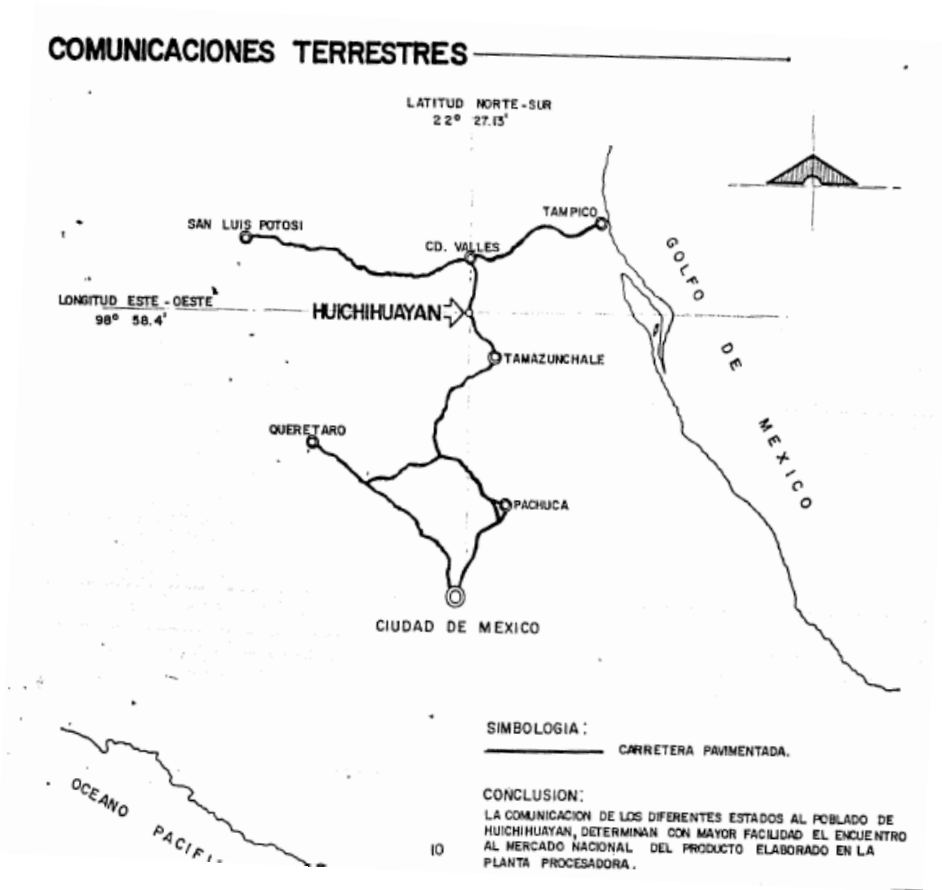 COMUNICACIONES TERRESTRES
LATITUD NORTE-SUR
22° 27.13'
SAN LUIS POTOSI
TAMPICO
CD. VALLES
GOLFO DE MEXICO
LONGITUD ESTE-OESTE
98° 58.4'
HUICHIHUAYAN
TAMAZUNCHALE
QUERETARO
PACHUCA
CIUDAD DE MEXICO
SIMBOLOGIA:
CARRETERA PAVIMENTADA.
OCEANO
CONCLUSION:
LA COMUNICACION DE LOS DIFERENTES ESTADOS AL POBLADO DE
HUICHIHUAYAN, DETERMINAN CON MAYOR FACILIDAD EL ENCUENTRO
AL MERCADO NACIONAL DEL PRODUCTO ELABORADO EN LA
PLANTA PROCESADORA.
10